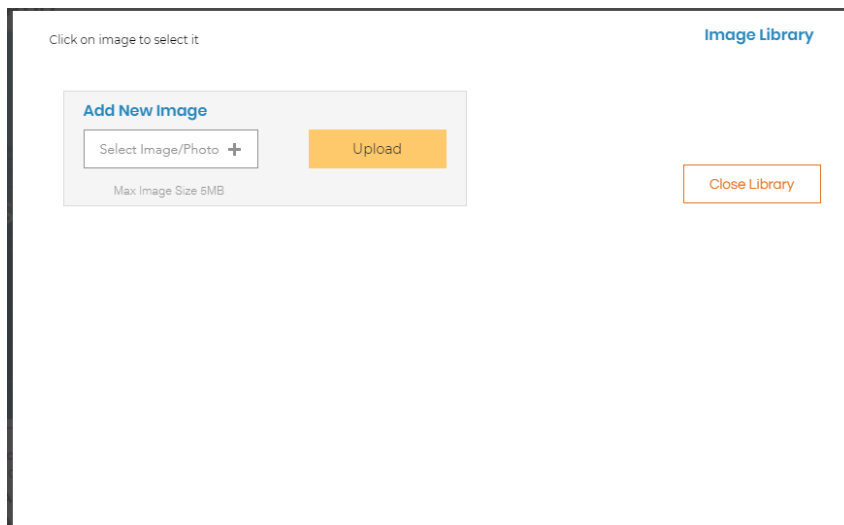 Click on image to select it
Image Library
Add New Image
Select Image/Photo +
Upload
Max Image Size 5MB
Close Library